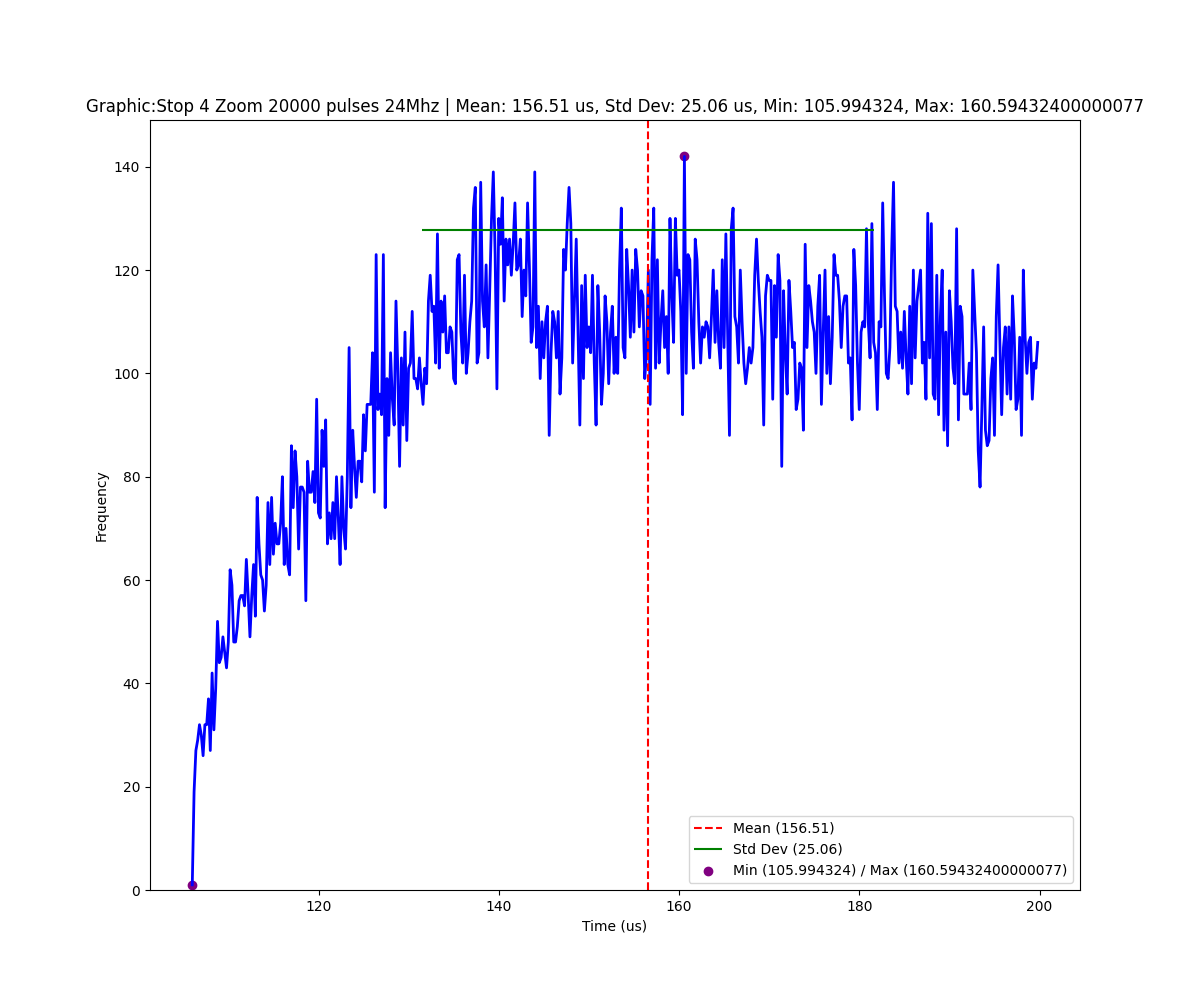 Graphic:Stop 4 Zoom 20000 pulses 24Mhz | Mean: 156.51 us, Std Dev: 25.06 us, Min: 105.994324, Max: 160.59432400000077
140
120
100
80
60
40
20
0
Frequency
120 140 160 180 200
Time (us)
Mean (156.51)
Std Dev (25.06)
Min (105.994324) / Max (160.59432400000077)